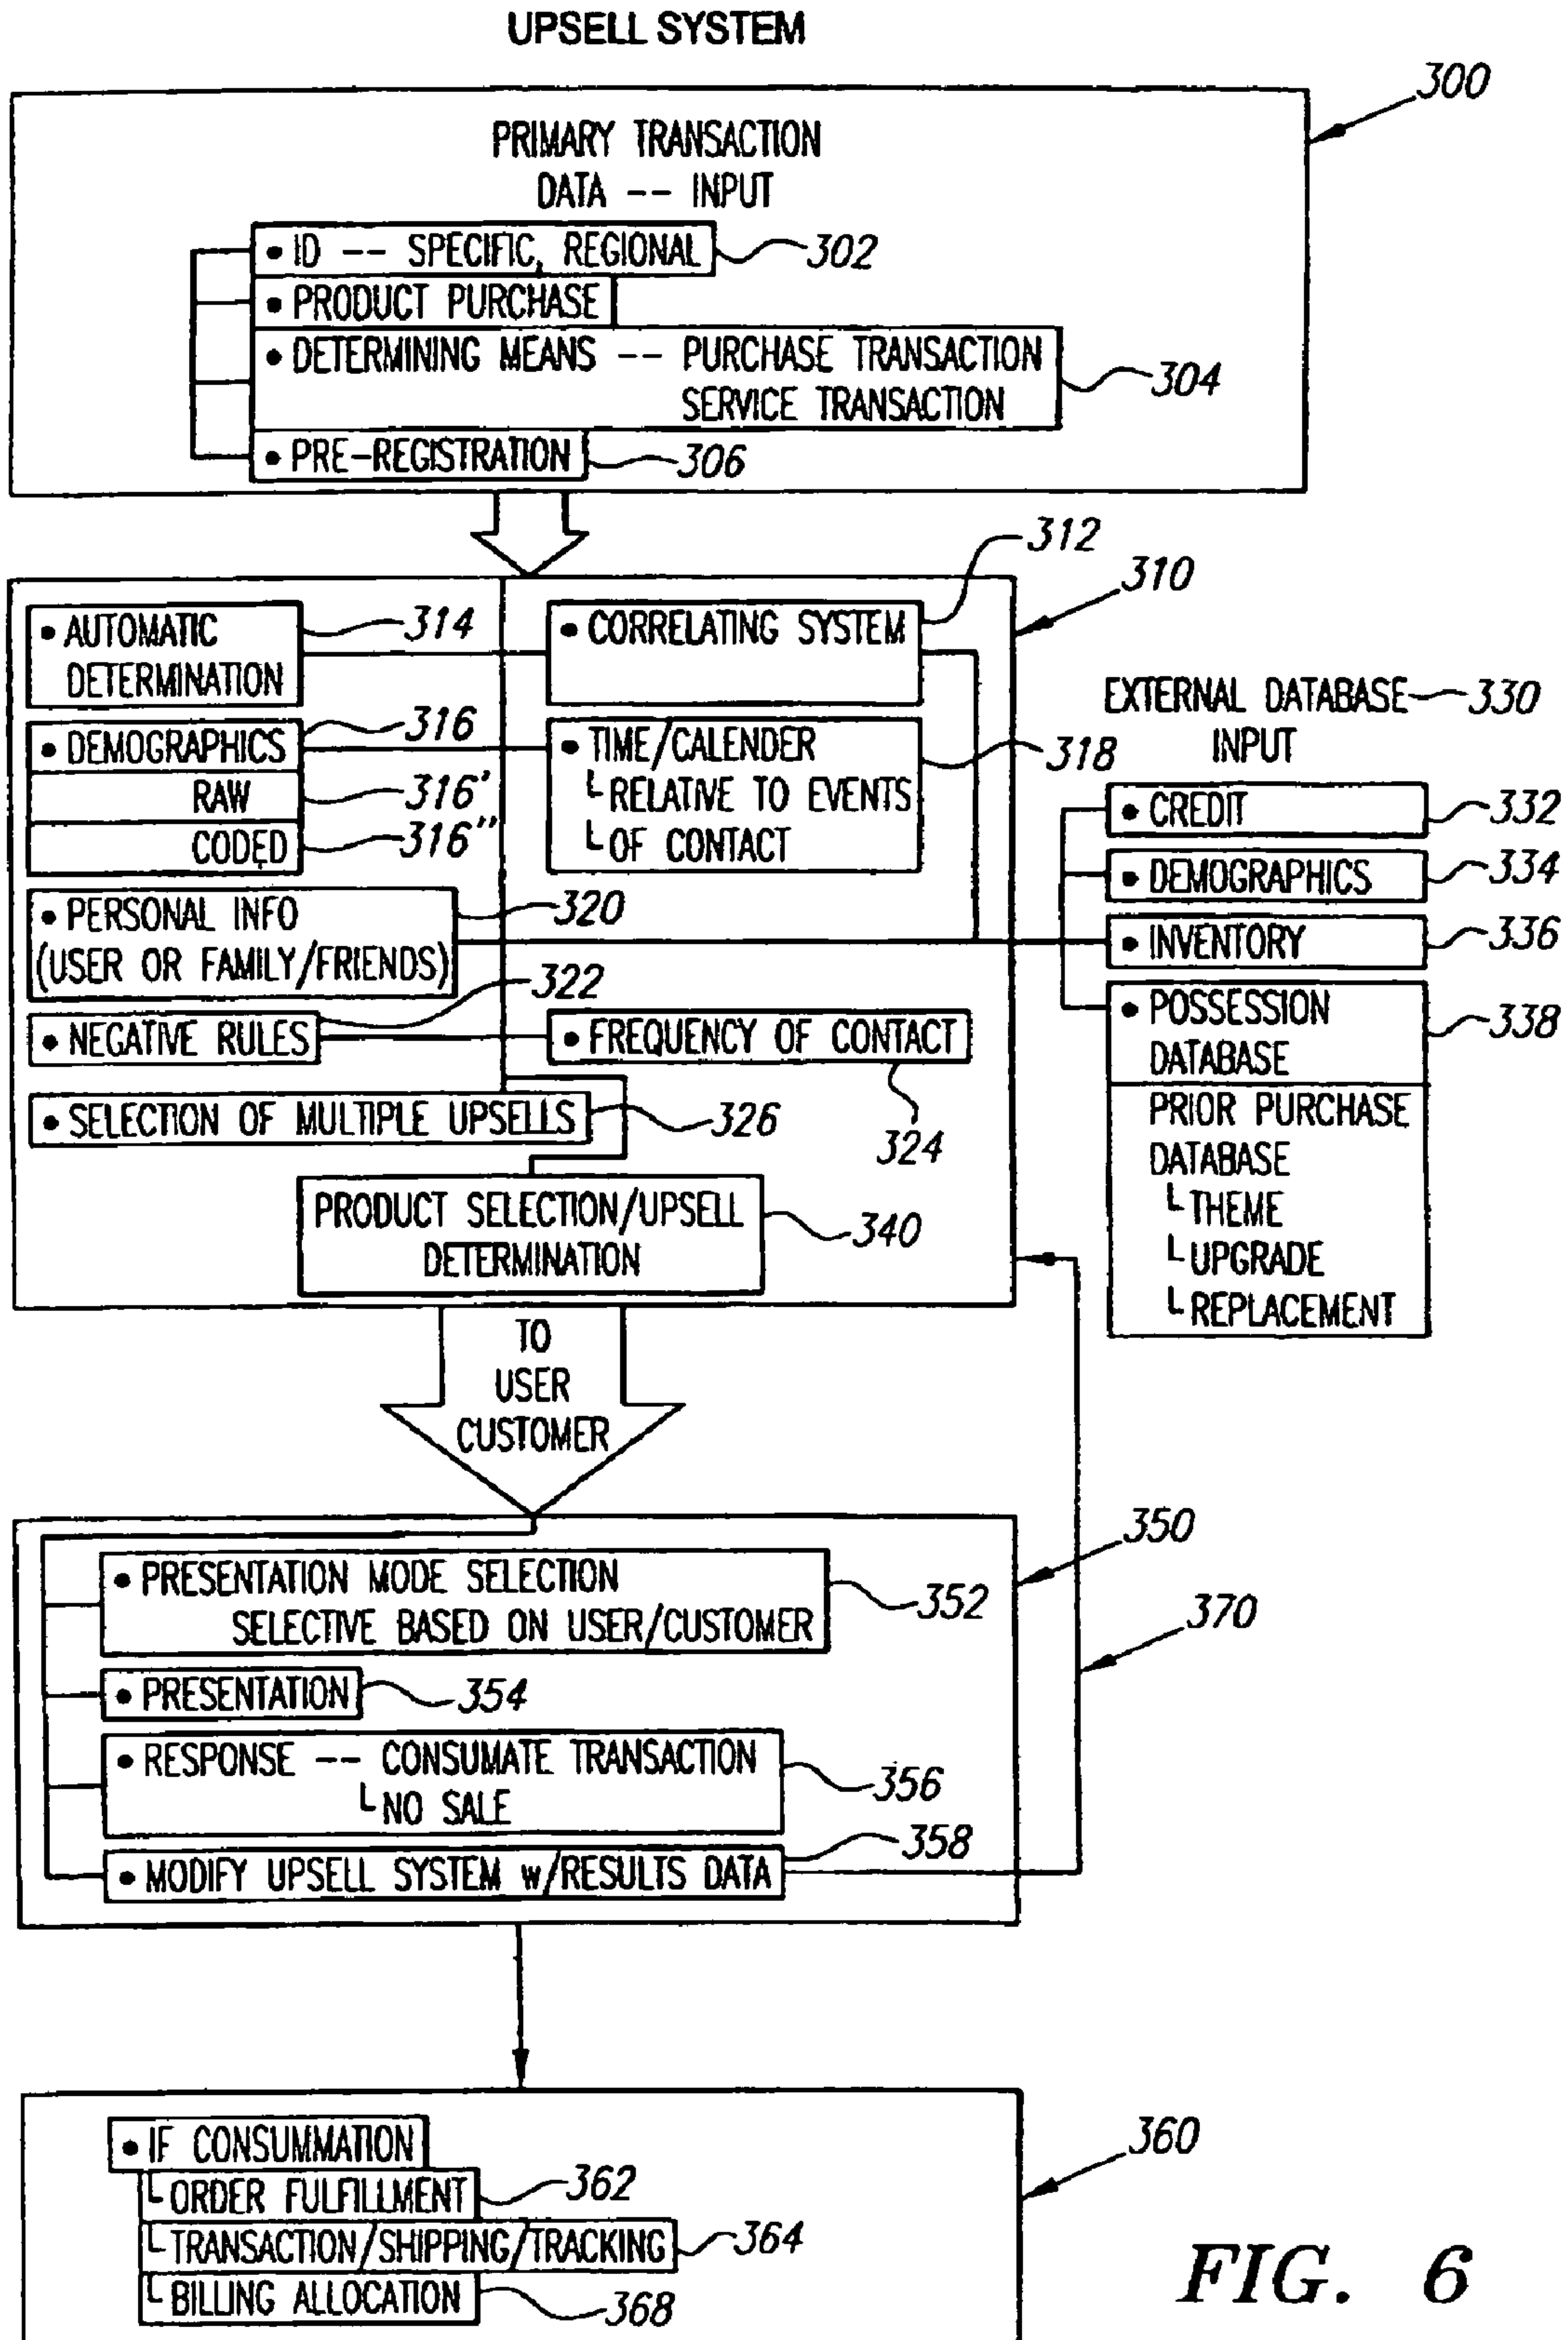 UPSELL SYSTEM
300
PRIMARY TRANSACTION
DATA -- INPUT
• ID -- SPECIFIC, REGIONAL
302
• PRODUCT PURCHASE
• DETERMINING MEANS -- PURCHASE TRANSACTION
SERVICE TRANSACTION
304
• PRE-REGISTRATION
306
312
310
• AUTOMATIC
DETERMINATION
314
• CORRELATING SYSTEM
• DEMOGRAPHICS
316
RAW
316'
CODED
316''
• TIME/CALENDER
└ RELATIVE TO EVENTS
└ OF CONTACT
318
EXTERNAL DATABASE
INPUT
330
• CREDIT
332
• DEMOGRAPHICS
334
• INVENTORY
336
• POSSESSION
DATABASE
338
PRIOR PURCHASE
DATABASE
└ THEME
└ UPGRADE
└ REPLACEMENT
• PERSONAL INFO
(USER OR FAMILY/FRIENDS)
320
322
• NEGATIVE RULES
• FREQUENCY OF CONTACT
324
• SELECTION OF MULTIPLE UPSELLS
326
PRODUCT SELECTION/UPSELL
DETERMINATION
340
TO
USER
CUSTOMER
350
• PRESENTATION MODE SELECTION
SELECTIVE BASED ON USER/CUSTOMER
352
370
• PRESENTATION
354
• RESPONSE -- CONSUMATE TRANSACTION
└ NO SALE
356
358
• MODIFY UPSELL SYSTEM w/RESULTS DATA
360
• IF CONSUMMATION
└ ORDER FULFILLMENT
362
└ TRANSACTION/SHIPPING/TRACKING
364
└ BILLING ALLOCATION
368
FIG. 6